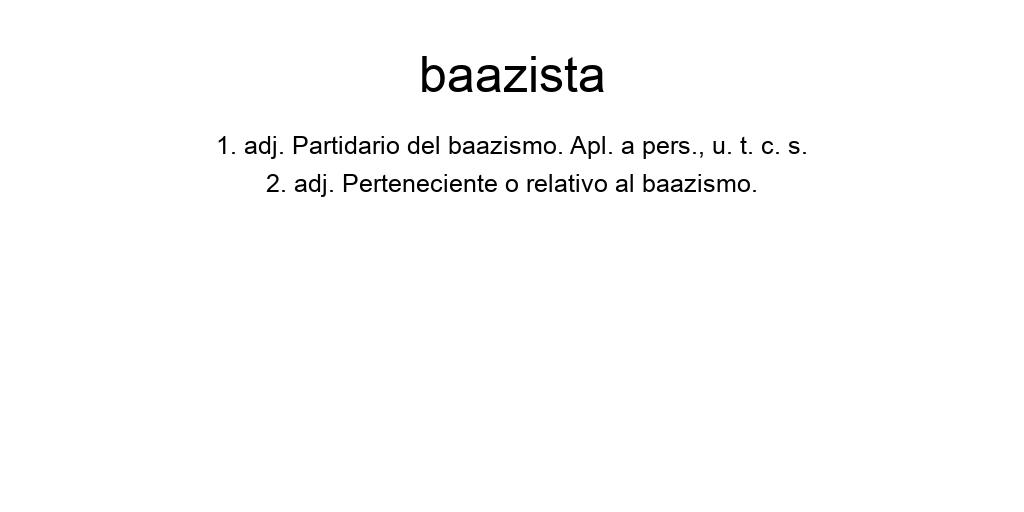 baazista
1. adj. Partidario del baazismo. Apl. a pers., u. t. c. s.
2. adj. Perteneciente o relativo al baazismo.